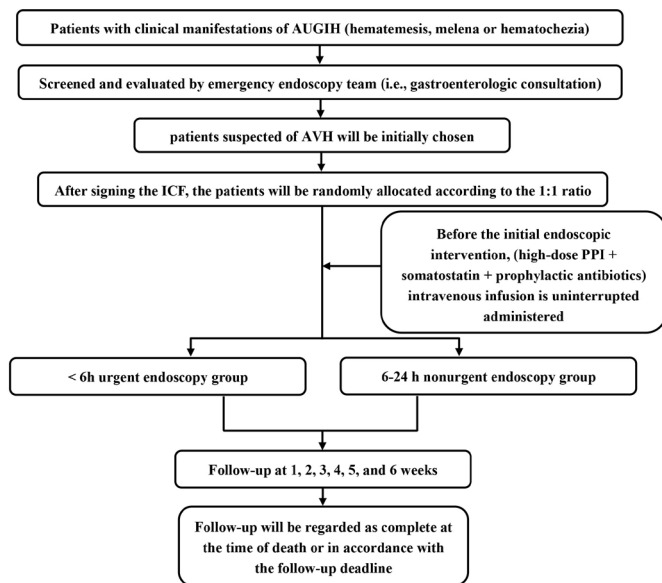 Patients with clinical manifestations of AUGIH (hematemesis, melena or hematochezia)
Screened and evaluated by emergency endoscopy team (i.e., gastroenterologic consultation)
patients suspected of AVH will be initially chosen
After signing the ICF, the patients will be randomly allocated according to the 1:1 ratio
Before the initial endoscopic
intervention, (high-dose PPI +
somatostatin + prophylactic antibiotics)
intravenous infusion is uninterrupted
administered
< 6h urgent endoscopy group
6-24 h nonurgent endoscopy group
Follow-up at 1, 2, 3, 4, 5, and 6 weeks
Follow-up will be regarded as complete at
the time of death or in accordance with
the follow-up deadline